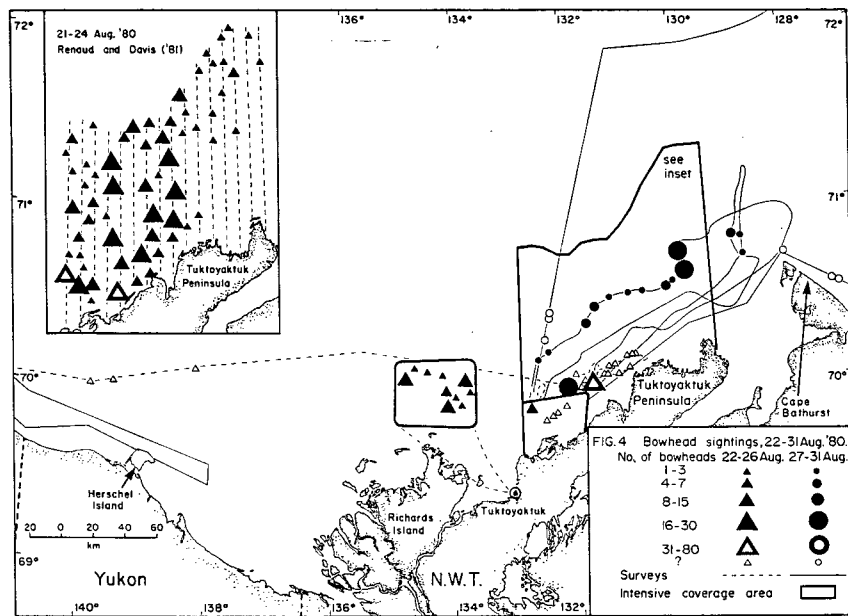 72°
138°
136°
134°
132°
130°
128°
72°
21-24 Aug. '80
Renaud and Davis ('81)
Tuktoyaktuk
Peninsula
see
inset
71°
71°
70°
70°
Tuktoyaktuk
Peninsula
Cape
Bathurst
Herschel
Island
20 0 20 40 60
km
Richards
Island
Tuktoyaktuk
69°
Yukon
N.W.T.
140°
138°
136°
134°
132°
FIG. 4 Bowhead sightings, 22-31 Aug. '80.
No. of bowheads 22-26 Aug. 27-31 Aug.
1-3
4-7
8-15
16-30
31-80
?
Surveys
Intensive coverage area